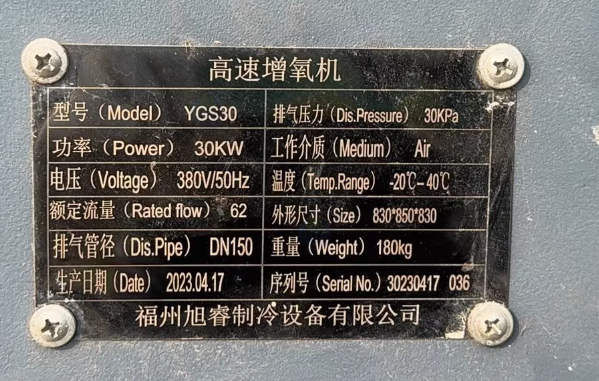 高速增氧机
型号（Model） YGS30 排气压力（Dis.Pressure） 30KPa
功率（Power） 30KW 工作介质（Medium） Air
电压（Voltage） 380V/50Hz 温度（Temp.Range） -20℃-40℃
额定流量（Rated flow） 62 外形尺寸（Size） 830*850*830
排气管径（Dis.Pipe） DN150 重量（Weight） 180kg
生产日期（Date） 2023.04.17 序列号（Serial No.） 30230417 036
福州旭睿制冷设备有限公司